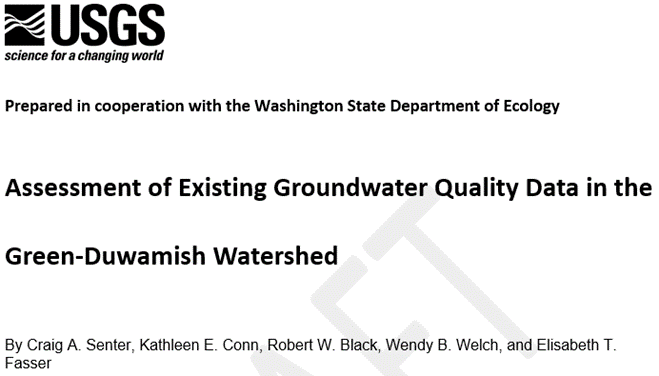 USGS
science for a changing world
Prepared in cooperation with the Washington State Department of Ecology
Assessment of Existing Groundwater Quality Data in the
Green-Duwamish Watershed
By Craig A. Senter, Kathleen E. Conn, Robert W. Black, Wendy B. Welch, and Elisabeth T.
Fasser